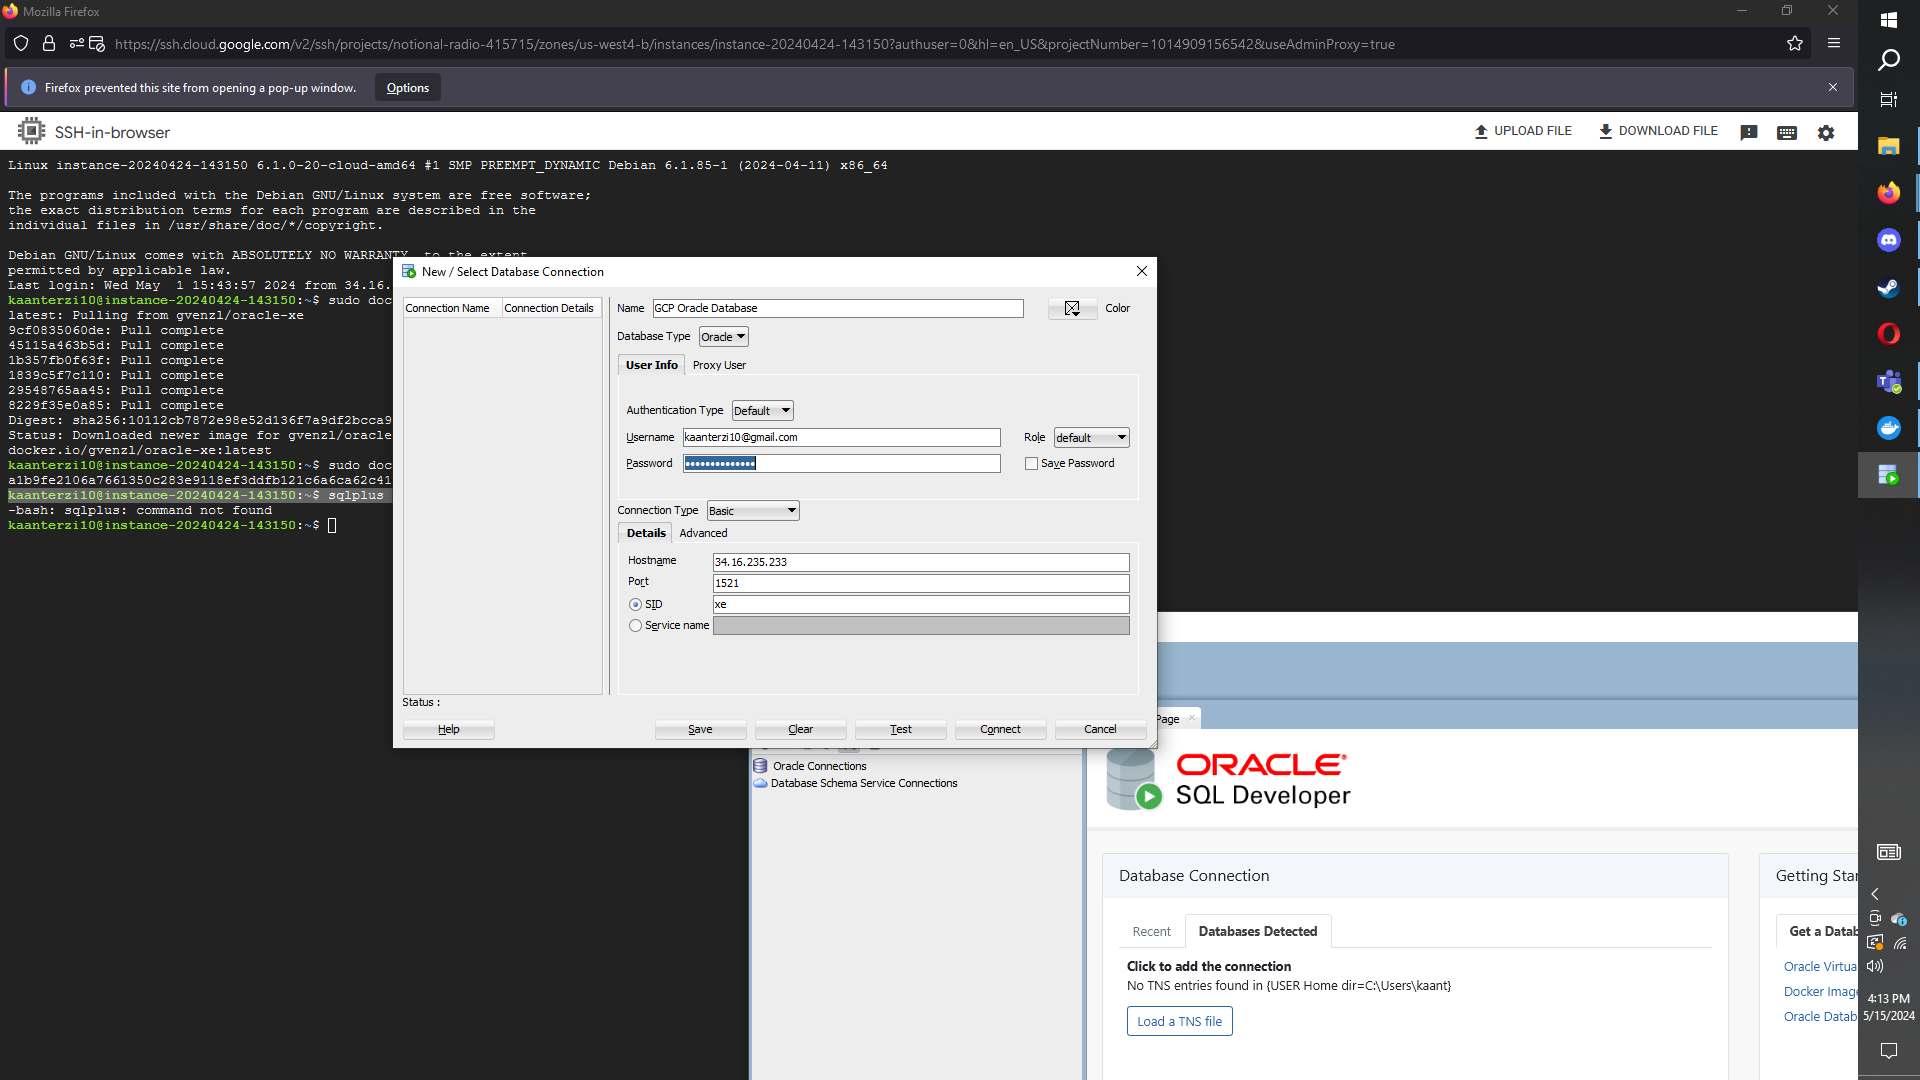 Mozilla Firefox
https://ssh.cloud.google.com/v2/ssh/projects/notional-radio-415715/zones/us-west4-b/instances/instance-20240424-143150?authuser=0&hl=en_US&projectNumber=1014909156542&useAdminProxy=true
Firefox prevented this site from opening a pop-up window.
Options
SSH-in-browser
UPLOAD FILE
DOWNLOAD FILE
Linux instance-20240424-143150 6.1.0-20-cloud-amd64 #1 SMP PREEMPT_DYNAMIC Debian 6.1.85-1 (2024-04-11) x86_64
The programs included with the Debian GNU/Linux system are free software;
the exact distribution terms for each program are described in the
individual files in /usr/share/doc/*/copyright.
Debian GNU/Linux comes with ABSOLUTELY NO WARRANTY, to the extent
permitted by applicable law.
Last login: Wed May  1 15:43:57 2024 from 34.16.
kaanterzi10@instance-20240424-143150:~$ sudo doc
latest: Pulling from gvenzl/oracle-xe
9cf0835060de: Pull complete
45115a463b5d: Pull complete
1b357fb0f63f: Pull complete
1839c5f7c110: Pull complete
29548765aa45: Pull complete
8229f35e0a85: Pull complete
Digest: sha256:10112cb7872e98e52d136f7a9df2bcca9
Status: Downloaded newer image for gvenzl/oracle
docker.io/gvenzl/oracle-xe:latest
kaanterzi10@instance-20240424-143150:~$ sudo doc
a1b9fe2106a7661350c283e9118ef3ddfb121c6a6ca62c41
kaanterzi10@instance-20240424-143150:~$ sqlplus
-bash: sqlplus: command not found
kaanterzi10@instance-20240424-143150:~$
New / Select Database Connection
Connection Name
Connection Details
Name
GCP Oracle Database
Color
Database Type
Oracle
User Info
Proxy User
Authentication Type
Default
Username
kaanterzi10@gmail.com
Role
default
Password
Save Password
Connection Type
Basic
Details
Advanced
Hostname
34.16.235.233
Port
1521
SID
xe
Service name
Status :
Help
Save
Clear
Test
Connect
Cancel
Page
Oracle Connections
Database Schema Service Connections
ORACLE
SQL Developer
Database Connection
Recent
Databases Detected
Click to add the connection
No TNS entries found in {USER Home dir=C:\Users\kaant}
Load a TNS file
Getting Star
Get a Datab
Oracle Virtua
Docker Image
Oracle Datab
4:13 PM
5/15/2024